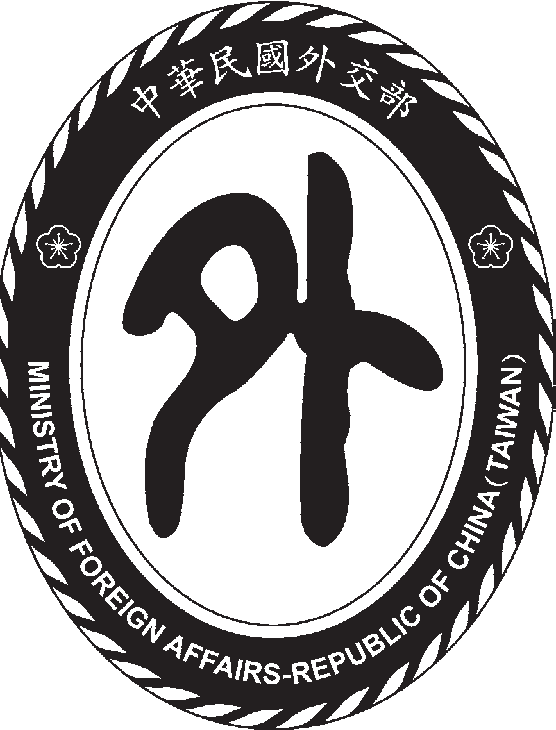 中華民國外交部
外
MINISTRY OF FOREIGN AFFAIRS-REPUBLIC OF CHINA(TAIWAN)